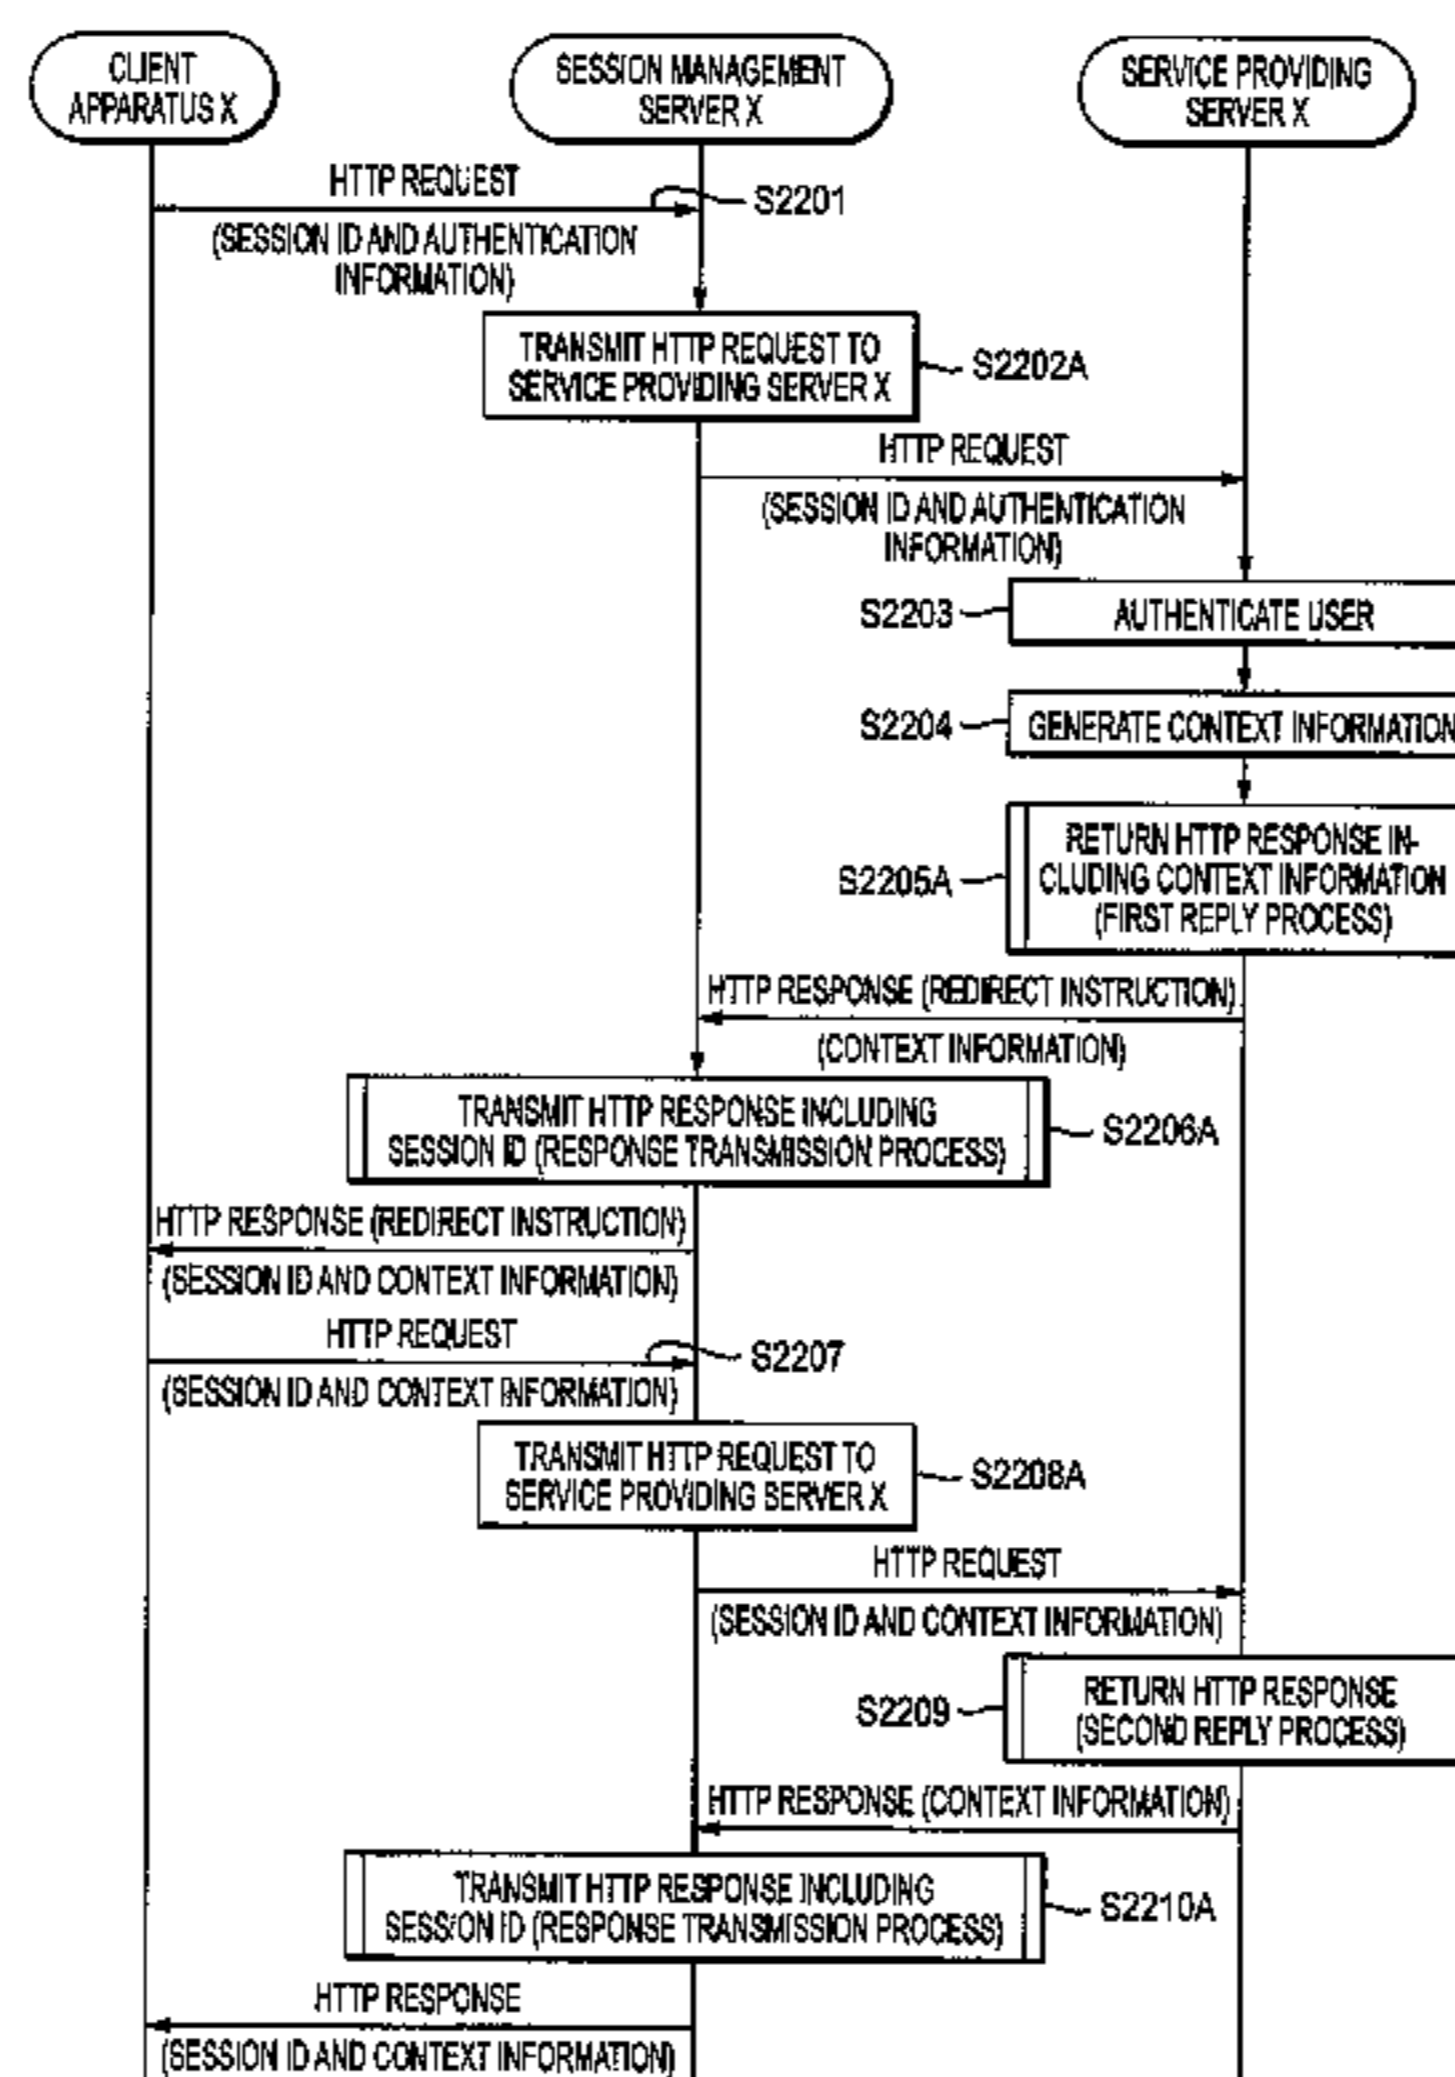 CLIENT
APPARATUS X
SESSION MANAGEMENT
SERVER X
SERVICE PROVIDING
SERVER X
HTTP REQUEST
S2201
(SESSION ID AND AUTHENTICATION
INFORMATION)
TRANSMIT HTTP REQUEST TO
SERVICE PROVIDING SERVER X
S2202A
HTTP REQUEST
(SESSION ID AND AUTHENTICATION
INFORMATION)
S2203
AUTHENTICATE USER
S2204
GENERATE CONTEXT INFORMATION
S2205A
RETURN HTTP RESPONSE IN-
CLUDING CONTEXT INFORMATION
(FIRST REPLY PROCESS)
HTTP RESPONSE (REDIRECT INSTRUCTION)
(CONTEXT INFORMATION)
TRANSMIT HTTP RESPONSE INCLUDING
SESSION ID (RESPONSE TRANSMISSION PROCESS)
S2206A
HTTP RESPONSE (REDIRECT INSTRUCTION)
(SESSION ID AND CONTEXT INFORMATION)
HTTP REQUEST
S2207
(SESSION ID AND CONTEXT INFORMATION)
TRANSMIT HTTP REQUEST TO
SERVICE PROVIDING SERVER X
S2208A
HTTP REQUEST
(SESSION ID AND CONTEXT INFORMATION)
S2209
RETURN HTTP RESPONSE
(SECOND REPLY PROCESS)
HTTP RESPONSE (CONTEXT INFORMATION)
TRANSMIT HTTP RESPONSE INCLUDING
SESSION ID (RESPONSE TRANSMISSION PROCESS)
S2210A
HTTP RESPONSE
(SESSION ID AND CONTEXT INFORMATION)